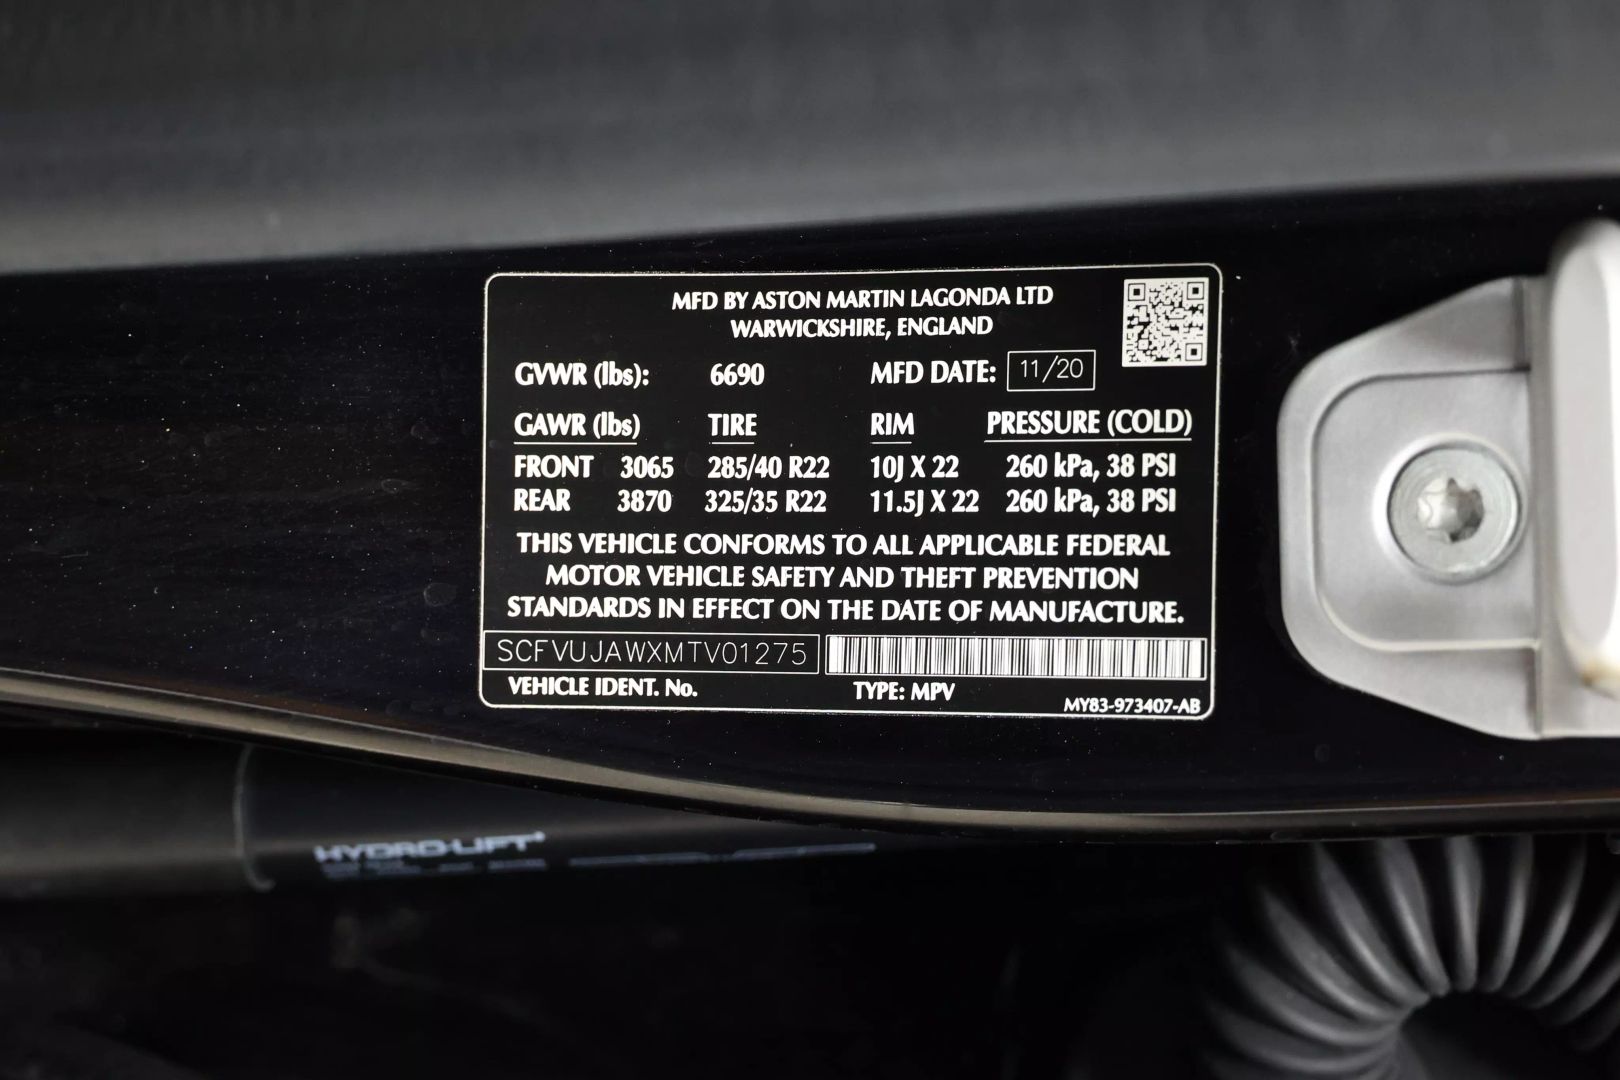 MFD BY ASTON MARTIN LAGONDA LTD
WARWICKSHIRE, ENGLAND
GVWR (lbs): 6690 MFD DATE: 11/20
GAWR (lbs) TIRE RIM PRESSURE (COLD)
FRONT 3065 285/40 R22 10J X 22 260 kPa, 38 PSI
REAR 3870 325/35 R22 11.5J X 22 260 kPa, 38 PSI
THIS VEHICLE CONFORMS TO ALL APPLICABLE FEDERAL
MOTOR VEHICLE SAFETY AND THEFT PREVENTION
STANDARDS IN EFFECT ON THE DATE OF MANUFACTURE.
SCFVUJAWXMTV01275
VEHICLE IDENT. No. TYPE: MPV MY83-973407-AB
HYDRO-LIFT